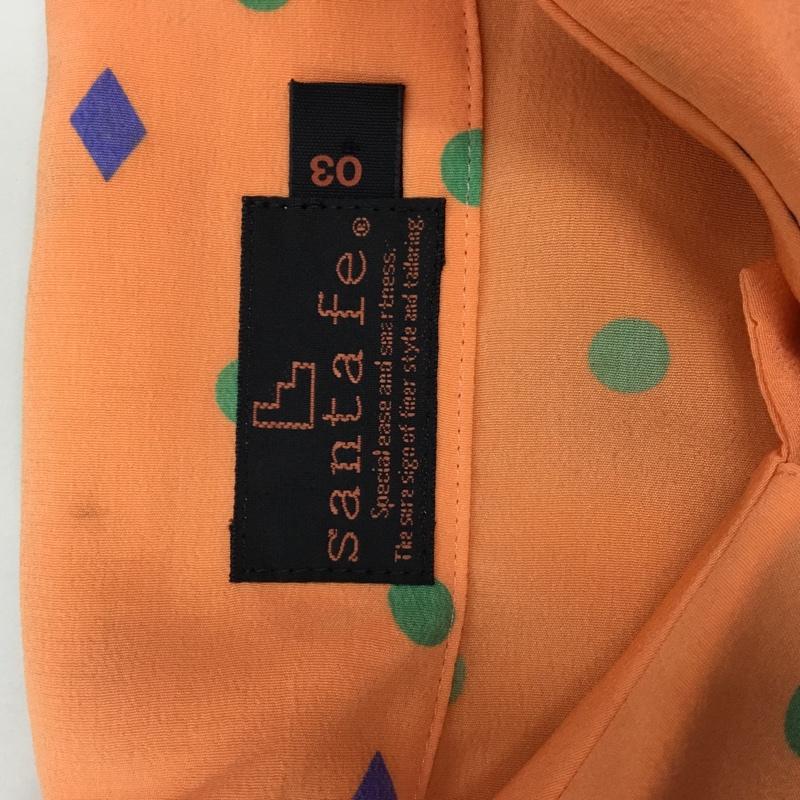 03
santa fe®
Special ease and smartness.
The sure sign of finer style and tailoring.